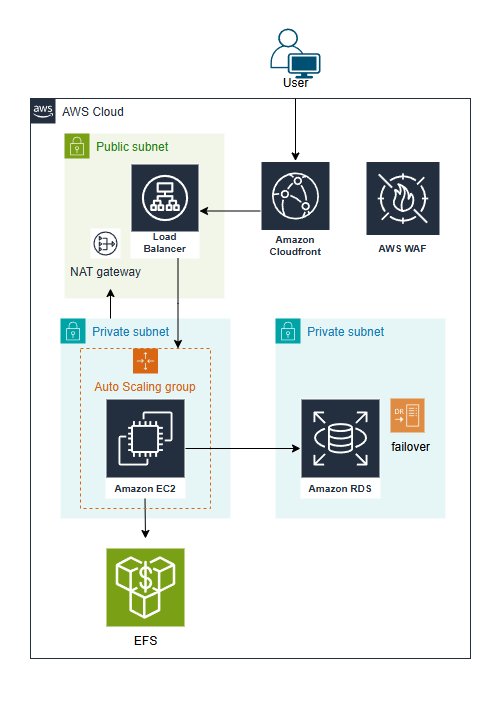 User
aws
AWS Cloud
Public subnet
Load
Balancer
Amazon
Cloudfront
AWS WAF
NAT gateway
Private subnet
Private subnet
Auto Scaling group
DR
failover
Amazon EC2
Amazon RDS
$
EFS